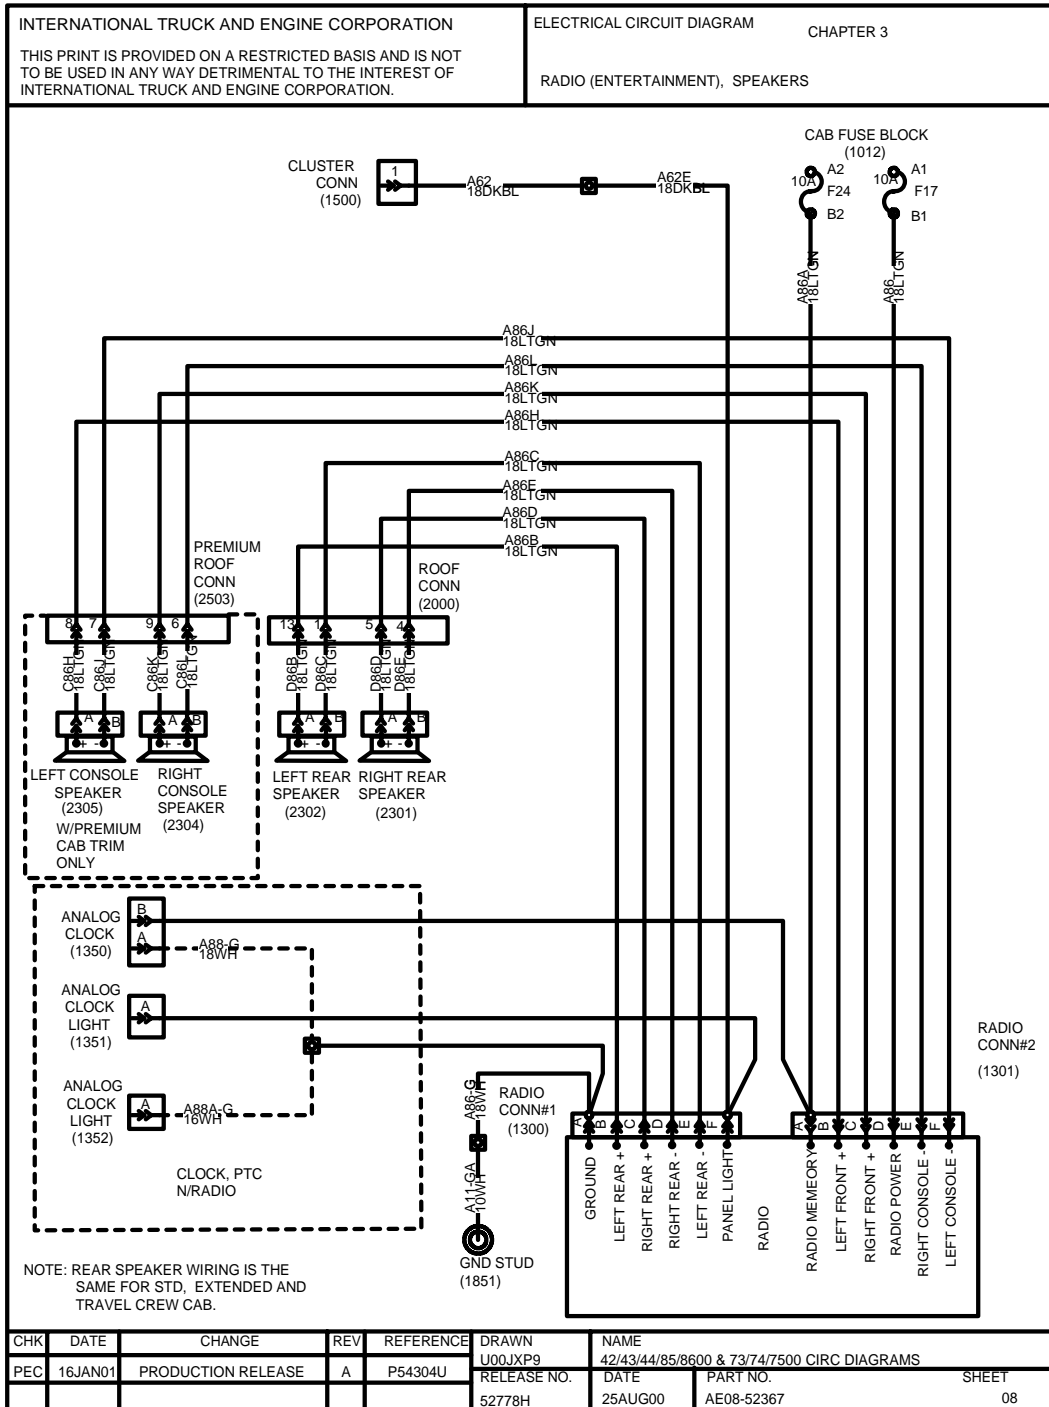 INTERNATIONAL TRUCK AND ENGINE CORPORATION
THIS PRINT IS PROVIDED ON A RESTRICTED BASIS AND IS NOT
TO BE USED IN ANY WAY DETRIMENTAL TO THE INTEREST OF
INTERNATIONAL TRUCK AND ENGINE CORPORATION.
ELECTRICAL CIRCUIT DIAGRAM
CHAPTER 3
RADIO (ENTERTAINMENT), SPEAKERS
CAB FUSE BLOCK
(1012)
A2
10A
F24
B2
A1
10A
F17
B1
CLUSTER
CONN
(1500)
1
A62
18DKBL
A62E
18DKBL
A86A
18LTGN
A86
18LTGN
A86J
18LTGN
A86L
18LTGN
A86K
18LTGN
A86H
18LTGN
A86C
18LTGN
A86E
18LTGN
A86D
18LTGN
A86B
18LTGN
PREMIUM
ROOF
CONN
(2503)
ROOF
CONN
(2000)
8 7 9 6
13 1 5 4
C86H
18LTGN
C86J
18LTGN
C86K
18LTGN
C86L
18LTGN
D86B
18LTGN
D86C
18LTGN
D86D
18LTGN
D86E
18LTGN
A B A B A B A B
+ - + - + - + -
LEFT CONSOLE
SPEAKER
(2305)
RIGHT
CONSOLE
SPEAKER
(2304)
LEFT REAR
SPEAKER
(2302)
RIGHT REAR
SPEAKER
(2301)
W/PREMIUM
CAB TRIM
ONLY
ANALOG
CLOCK
(1350)
B
A
A88-G
18WH
ANALOG
CLOCK
LIGHT
(1351)
A
ANALOG
CLOCK
LIGHT
(1352)
A
A88A-G
16WH
CLOCK, PTC
N/RADIO
RADIO
CONN#2
(1301)
RADIO
CONN#1
(1300)
A86-G
18WH
A11-GA
10WH
GND STUD
(1851)
A B C D E F
A B C D E F
GROUND
LEFT REAR +
RIGHT REAR +
RIGHT REAR -
LEFT REAR -
PANEL LIGHT
RADIO
RADIO MEMEORY
LEFT FRONT +
RIGHT FRONT +
RADIO POWER
RIGHT CONSOLE -
LEFT CONSOLE -
NOTE: REAR SPEAKER WIRING IS THE
SAME FOR STD, EXTENDED AND
TRAVEL CREW CAB.
CHK DATE CHANGE REV REFERENCE
PEC 16JAN01 PRODUCTION RELEASE A P54304U
DRAWN
U00JXP9
NAME
42/43/44/85/8600 & 73/74/7500 CIRC DIAGRAMS
RELEASE NO.
52778H
DATE
25AUG00
PART NO.
AE08-52367
SHEET
08